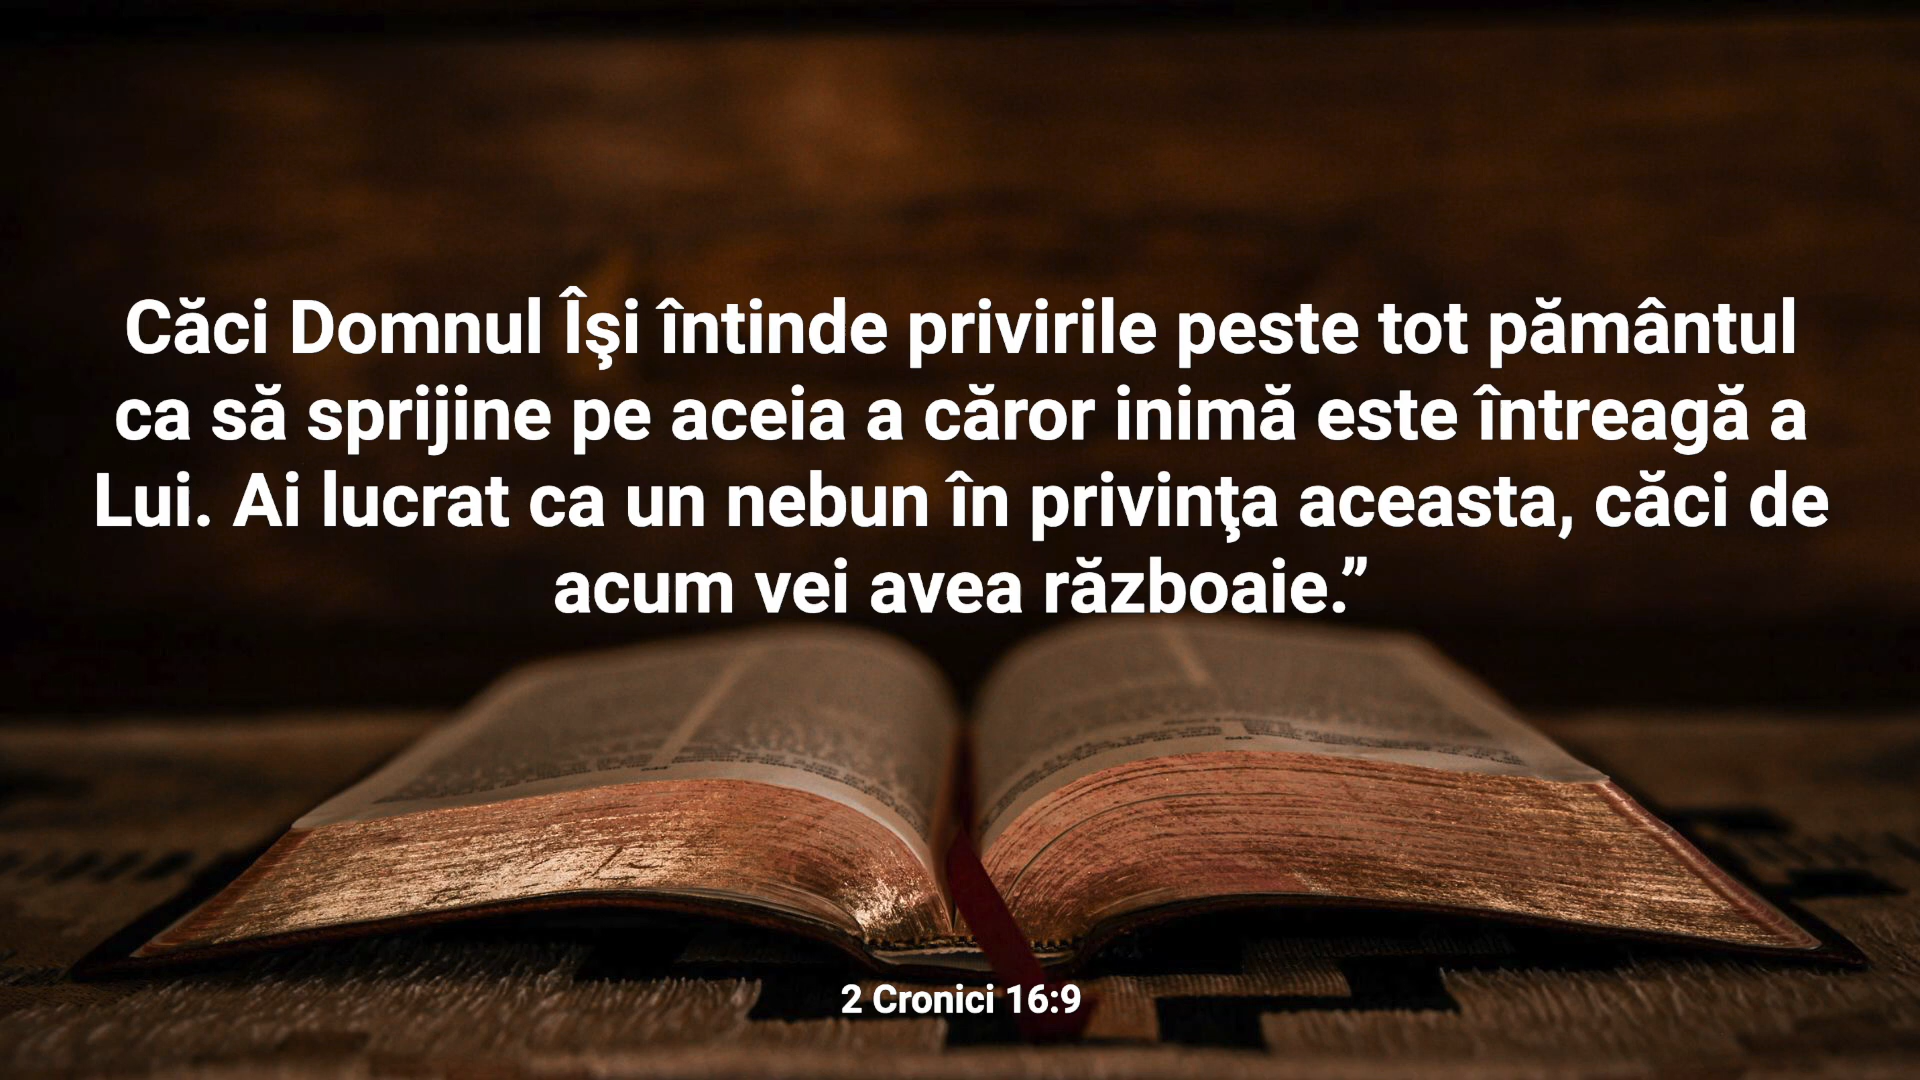 Căci Domnul Îşi întinde privirile peste tot pământul
ca să sprijine pe aceia a căror inimă este întreagă a
Lui. Ai lucrat ca un nebun în privinţa aceasta, căci de
acum vei avea războaie.”
2 Cronici 16:9